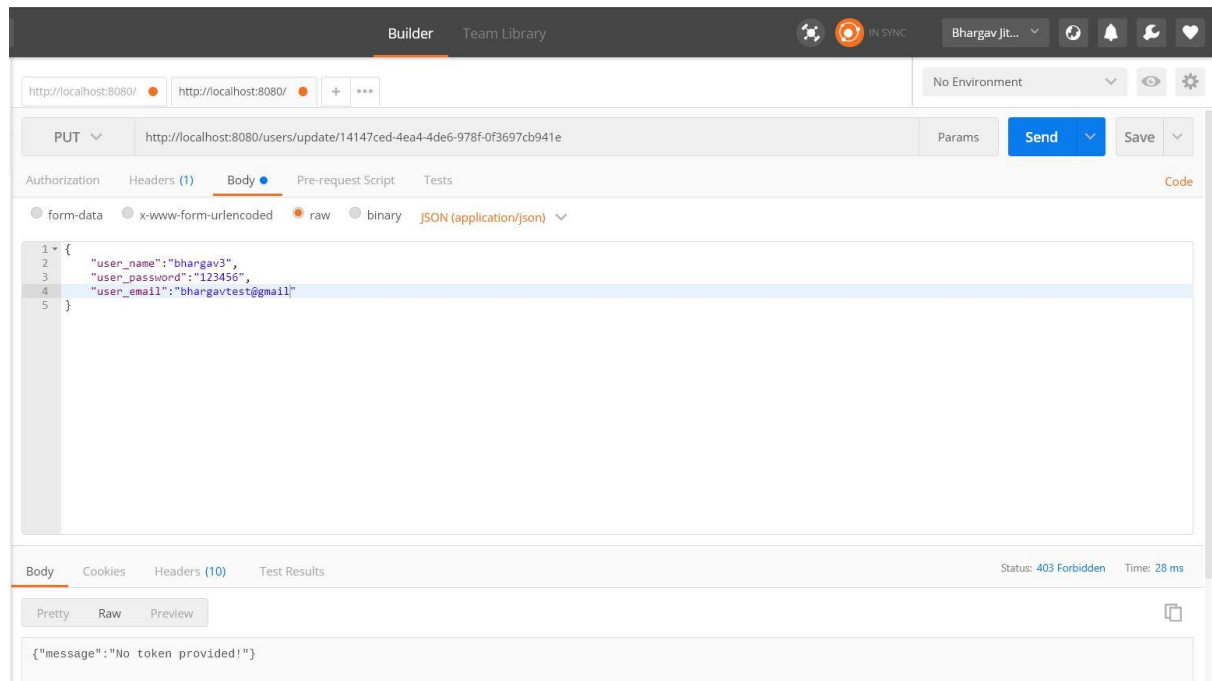 Builder Team Library IN SYNC Bhargav Jit...
http://localhost:8080/ http://localhost:8080/ + ••• No Environment
PUT http://localhost:8080/users/update/14147ced-4ea4-4de6-978f-0f3697cb941e Params Send Save
Authorization Headers (1) Body Pre-request Script Tests Code
form-data x-www-form-urlencoded raw binary JSON (application/json)
1 {
2 "user_name":"bhargav3",
3 "user_password":"123456",
4 "user_email":"bhargavtest@gmail"
5 }
Body Cookies Headers (10) Test Results Status: 403 Forbidden Time: 28 ms
Pretty Raw Preview
{"message":"No token provided!"}